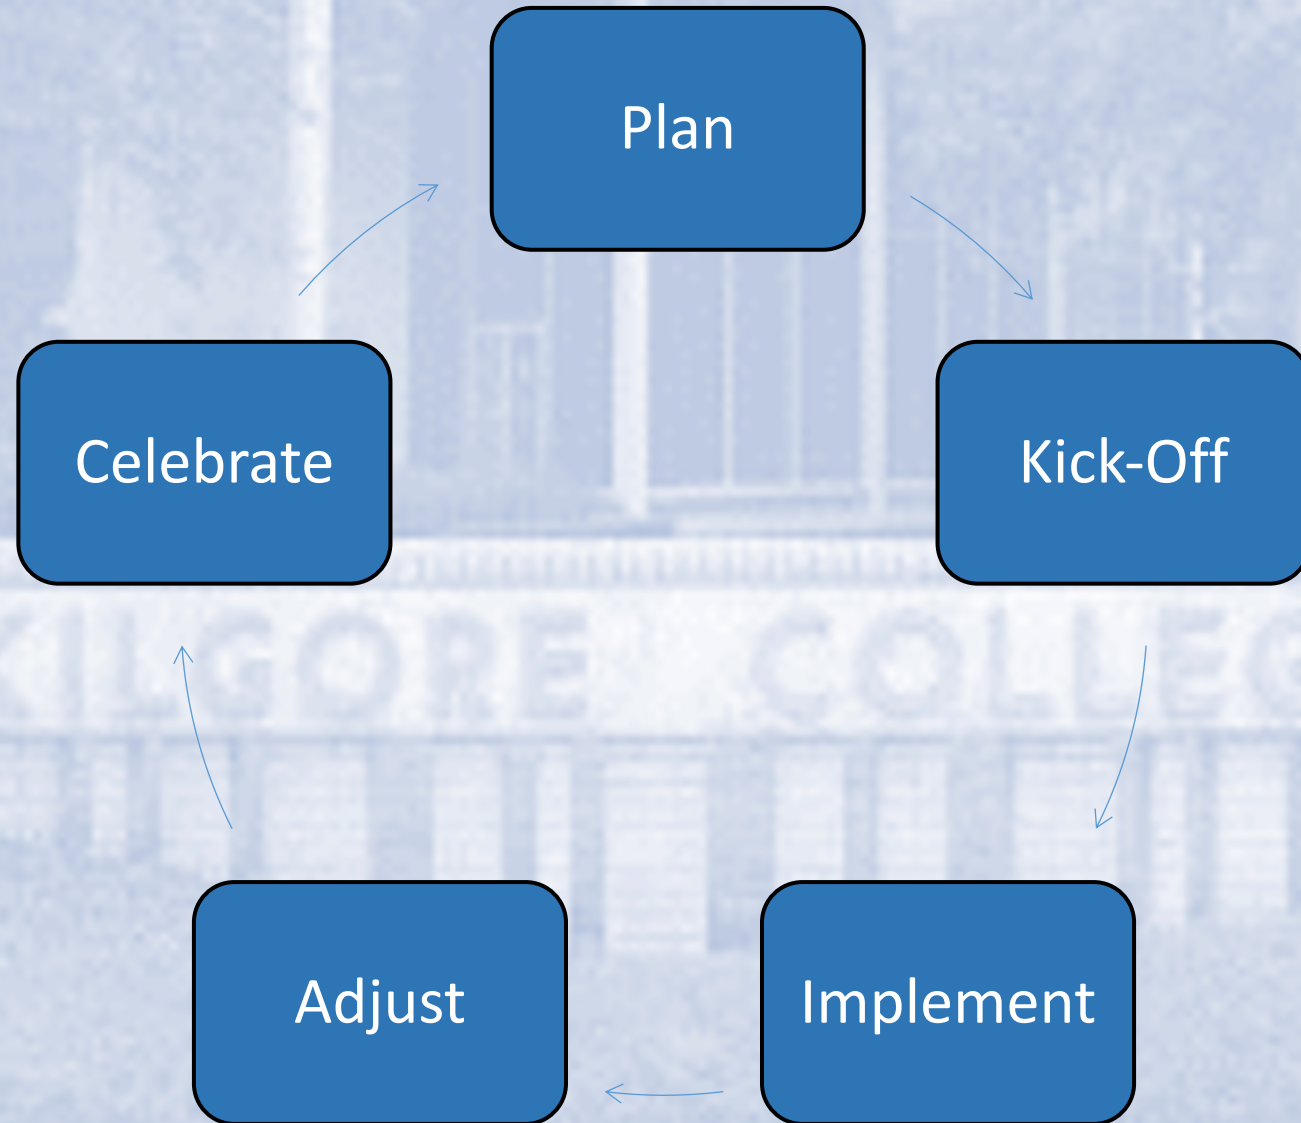 Plan
Kick-Off
Implement
Adjust
Celebrate
KILGORE COLLEG